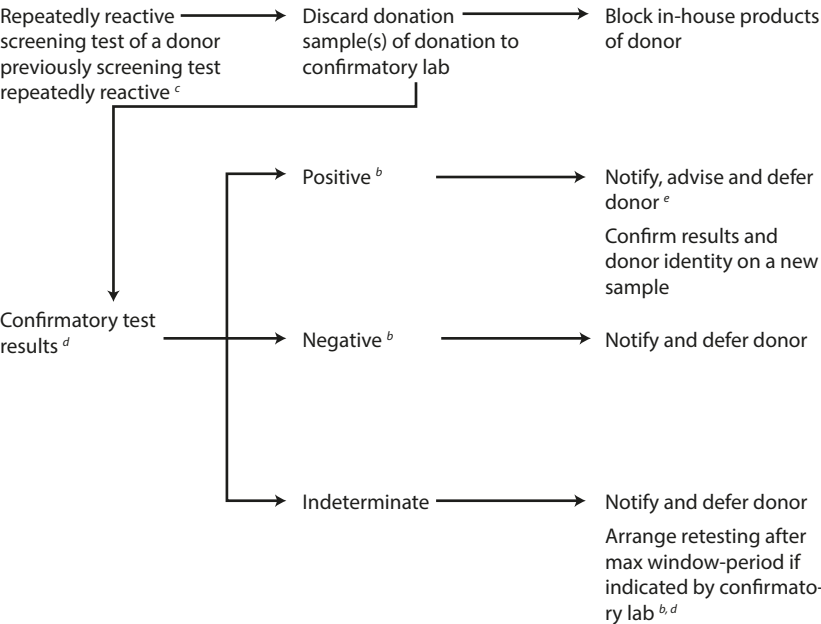 Repeatedly reactive
screening test of a donor
previously screening test
repeatedly reactive c
Discard donation
sample(s) of donation to
confirmatory lab
Block in-house products
of donor
Positive b
Notify, advise and defer
donor e
Confirm results and
donor identity on a new
sample
Confirmatory test
results d
Negative b
Notify and defer donor
Indeterminate
Notify and defer donor
Arrange retesting after
max window-period if
indicated by confirmato-
ry lab b, d